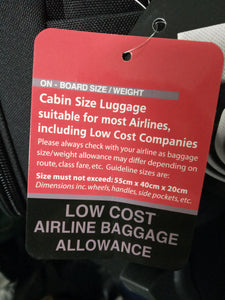 ON - BOARD SIZE / WEIGHT
Cabin Size Luggage
suitable for most Airlines,
including Low Cost Companies
Please always check with your airline as baggage
size/weight allowance may differ depending on
route, class fare, etc. Guideline sizes are:
Size must not exceed: 55cm x 40cm x 20cm
Dimensions inc. wheels, handles, side pockets, etc.
LOW COST
AIRLINE BAGGAGE
ALLOWANCE